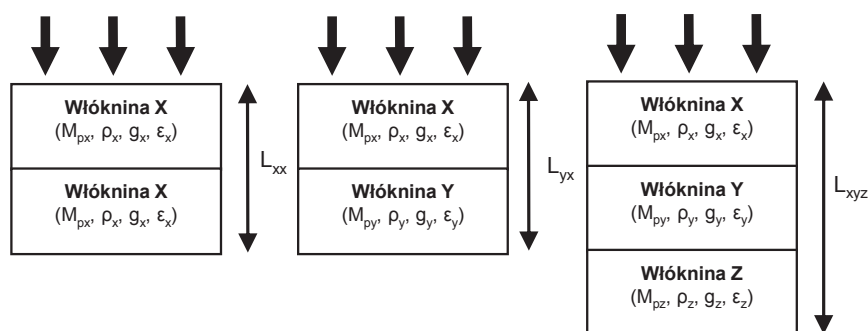 Włóknina X
(Mpx, ρx, gx, εx)
Włóknina X
(Mpx, ρx, gx, εx)
Lxx
Włóknina X
(Mpx, ρx, gx, εx)
Włóknina Y
(Mpy, ρy, gy, εy)
Lyx
Włóknina X
(Mpx, ρx, gx, εx)
Włóknina Y
(Mpy, ρy, gy, εy)
Włóknina Z
(Mpz, ρz, gz, εz)
Lxyz